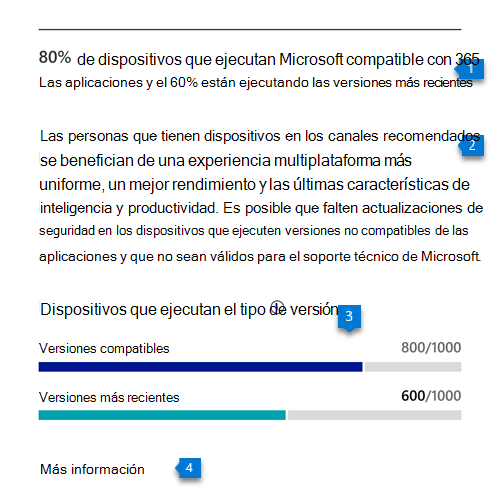 80% de dispositivos que ejecutan Microsoft compatible con 365
1
Las aplicaciones y el 60% están ejecutando las versiones más recientes
Las personas que tienen dispositivos en los canales recomendados
2
se benefician de una experiencia multiplataforma más
uniforme, un mejor rendimiento y las últimas características de
inteligencia y productividad. Es posible que falten actualizaciones de
seguridad en los dispositivos que ejecuten versiones no compatibles de las
aplicaciones y que no sean válidos para el soporte técnico de Microsoft.
Dispositivos que ejecutan el tipo de versión
3
Versiones compatibles 800/1000
Versiones más recientes 600/1000
Más información 4